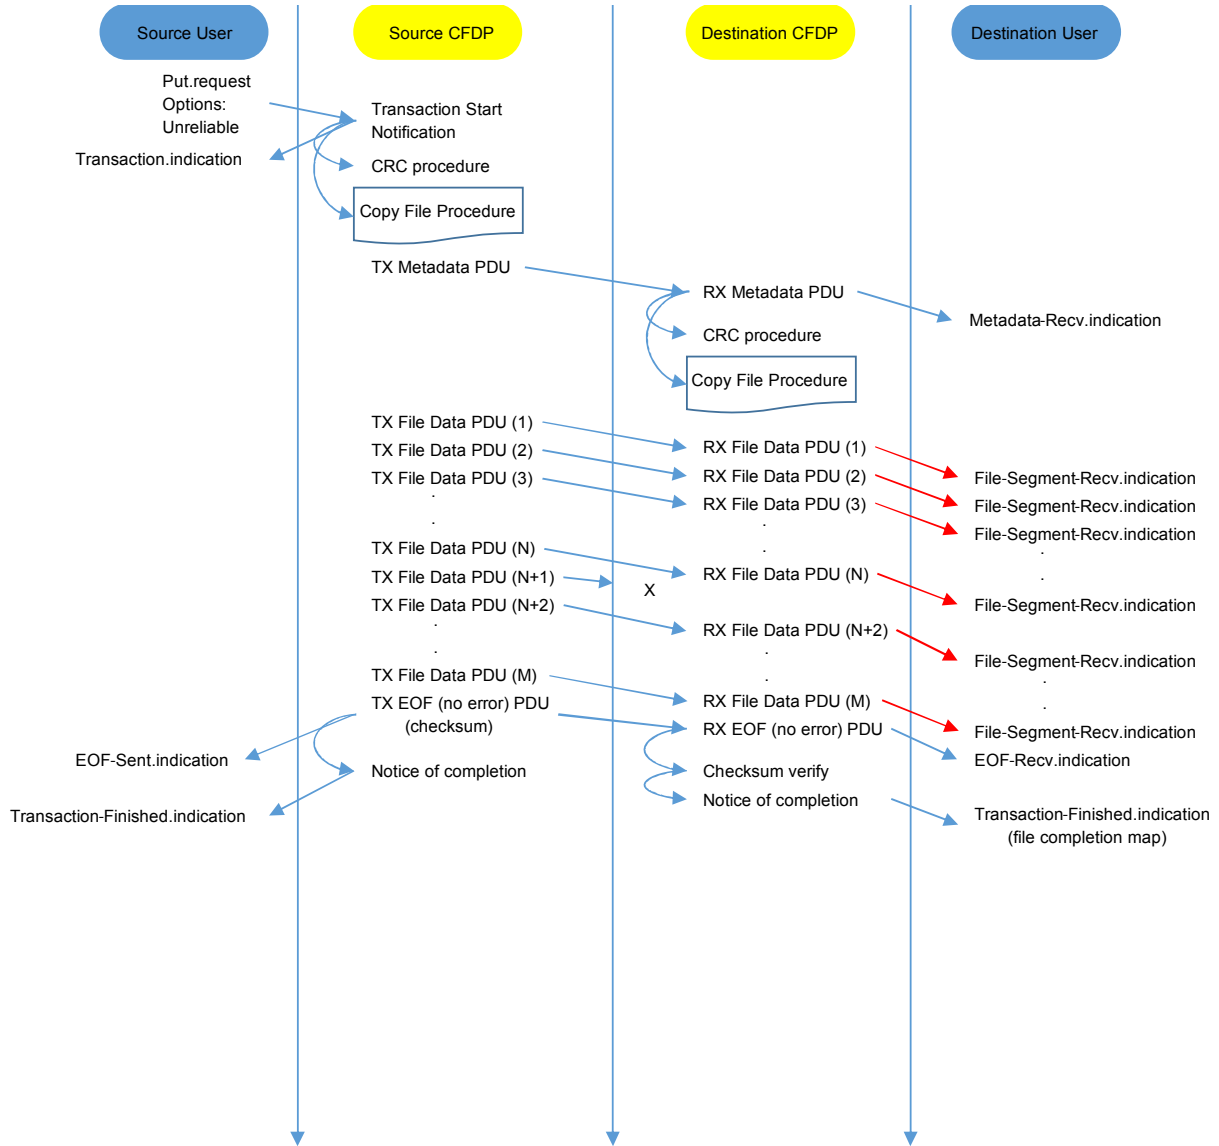 Source User
Source CFDP
Destination CFDP
Destination User
Put.request
Options:
Unreliable
Transaction Start
Notification
Transaction.indication
CRC procedure
Copy File Procedure
TX Metadata PDU
RX Metadata PDU
Metadata-Recv.indication
CRC procedure
Copy File Procedure
TX File Data PDU (1)
RX File Data PDU (1)
File-Segment-Recv.indication
TX File Data PDU (2)
RX File Data PDU (2)
File-Segment-Recv.indication
TX File Data PDU (3)
RX File Data PDU (3)
File-Segment-Recv.indication
.
.
.
.
.
.
TX File Data PDU (N)
RX File Data PDU (N)
File-Segment-Recv.indication
TX File Data PDU (N+1)
X
TX File Data PDU (N+2)
RX File Data PDU (N+2)
File-Segment-Recv.indication
.
.
.
.
.
.
TX File Data PDU (M)
RX File Data PDU (M)
File-Segment-Recv.indication
TX EOF (no error) PDU
(checksum)
RX EOF (no error) PDU
EOF-Sent.indication
EOF-Recv.indication
Notice of completion
Checksum verify
Notice of completion
Transaction-Finished.indication
Transaction-Finished.indication
(file completion map)